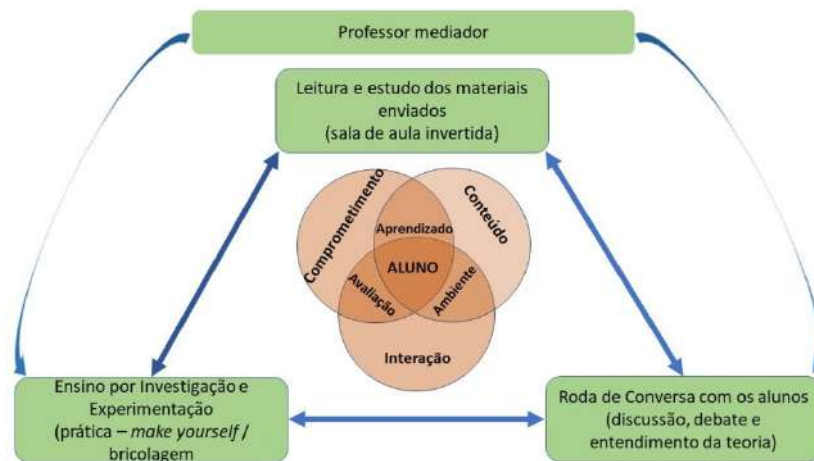 Professor mediador
Leitura e estudo dos materiais
enviados
(sala de aula invertida)
Comprometimento
Conteúdo
Aprendizado
ALUNO
Avaliação
Ambiente
Interação
Ensino por Investigação e
Experimentação
(prática – make yourself /
bricolagem
Roda de Conversa com os alunos
(discussão, debate e
entendimento da teoria)